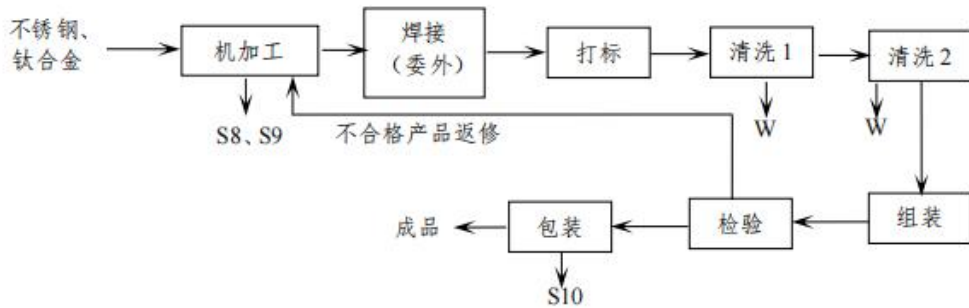 不锈钢、
钛合金
机加工
焊接
（委外）
打标
清洗1
清洗2
S8、S9
不合格产品返修
W
W
成品
包装
检验
组装
S10